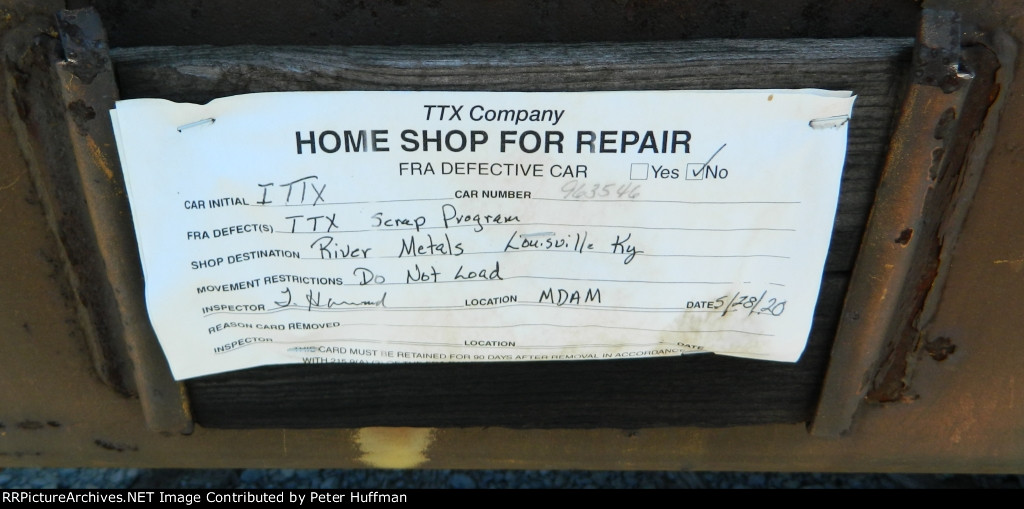 TTX Company
HOME SHOP FOR REPAIR
FRA DEFECTIVE CAR Yes No
CAR INITIAL ITTX CAR NUMBER 963546
FRA DEFECT(S) TTX Scrap Program
SHOP DESTINATION River Metals Louisville Ky
MOVEMENT RESTRICTIONS Do Not Load
INSPECTOR LOCATION MDAM DATE 5/28/20
REASON CARD REMOVED
INSPECTOR LOCATION DATE
THIS CARD MUST BE RETAINED FOR 90 DAYS AFTER REMOVAL IN ACCORDANCE
RRPictureArchives.NET Image Contributed by Peter Huffman